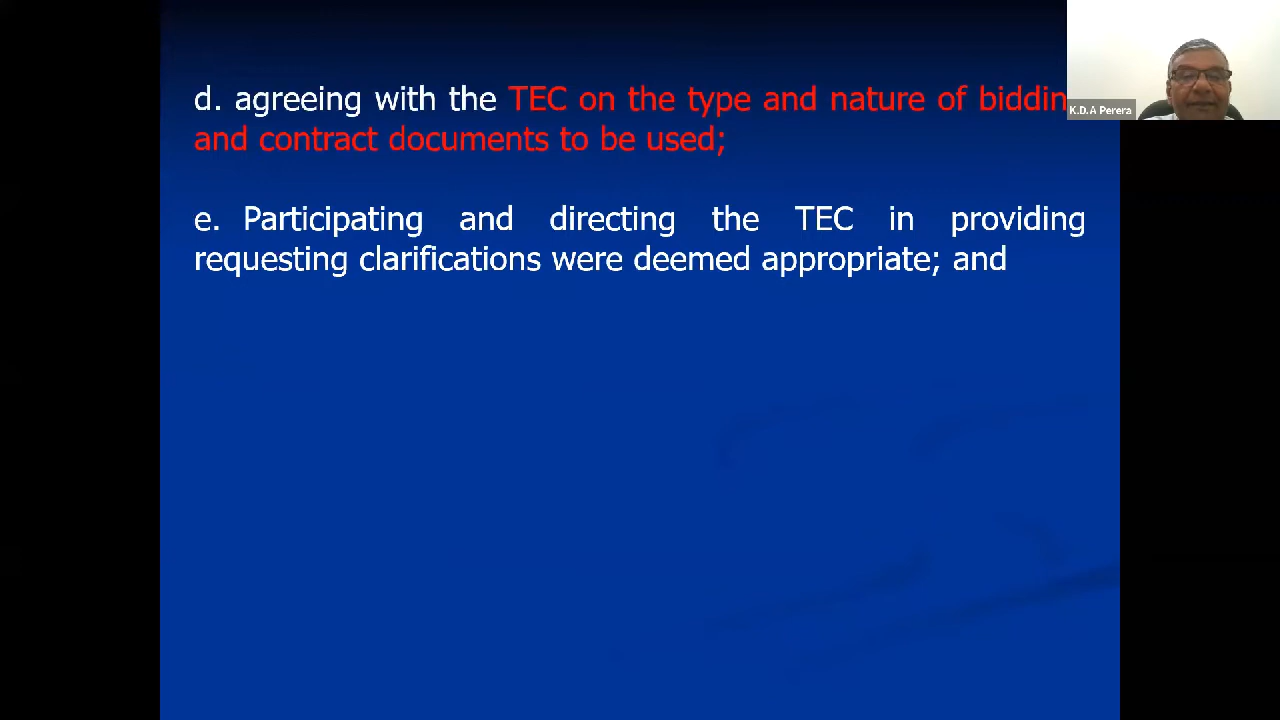 d. agreeing with the TEC on the type and nature of biddin
K.D.A Perera
and contract documents to be used;
e. Participating and directing the TEC in providing
requesting clarifications were deemed appropriate; and